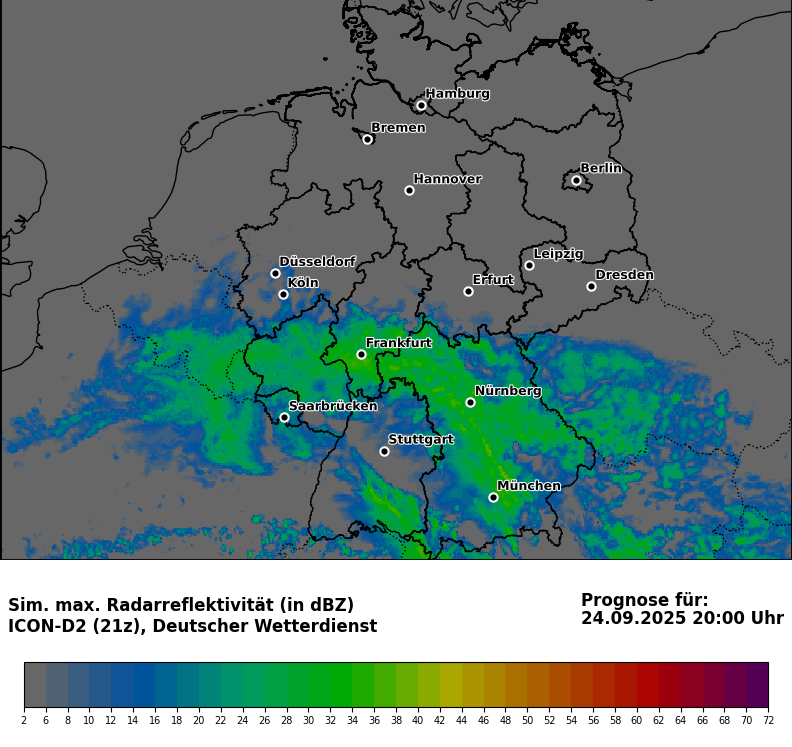 Hamburg
Bremen
Berlin
Hannover
Düsseldorf
Leipzig
Köln
Erfurt
Dresden
Frankfurt
Nürnberg
Saarbrücken
Stuttgart
München
Sim. max. Radarreflektivität (in dBZ)
ICON-D2 (21z), Deutscher Wetterdienst
Prognose für:
24.09.2025 20:00 Uhr
2 6 8 10 12 14 16 18 20 22 24 26 28 30 32 34 36 38 40 42 44 46 48 50 52 54 56 58 60 62 64 66 68 70 72